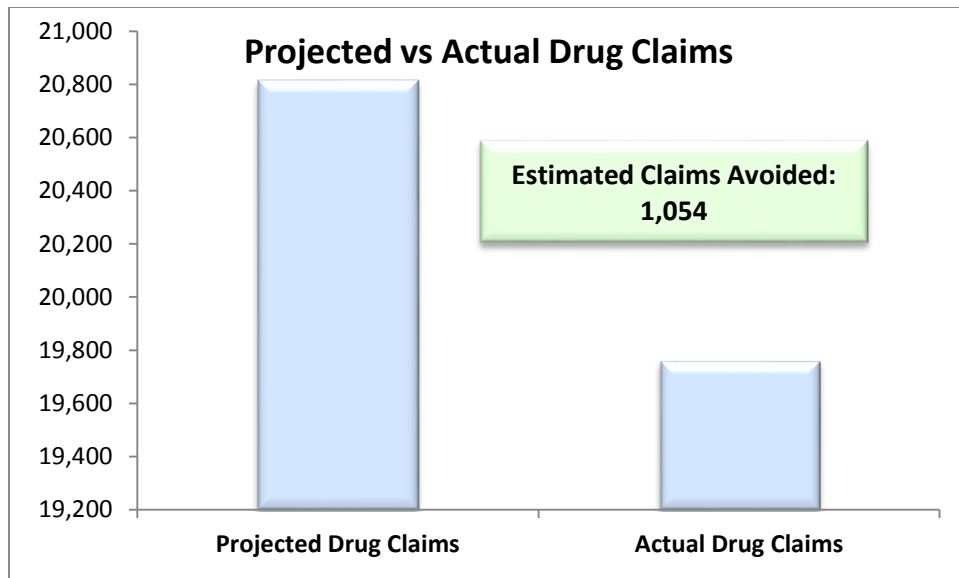 Projected vs Actual Drug Claims
21,000
20,800
20,600
20,400
20,200
20,000
19,800
19,600
19,400
19,200
Estimated Claims Avoided:
1,054
Projected Drug Claims
Actual Drug Claims